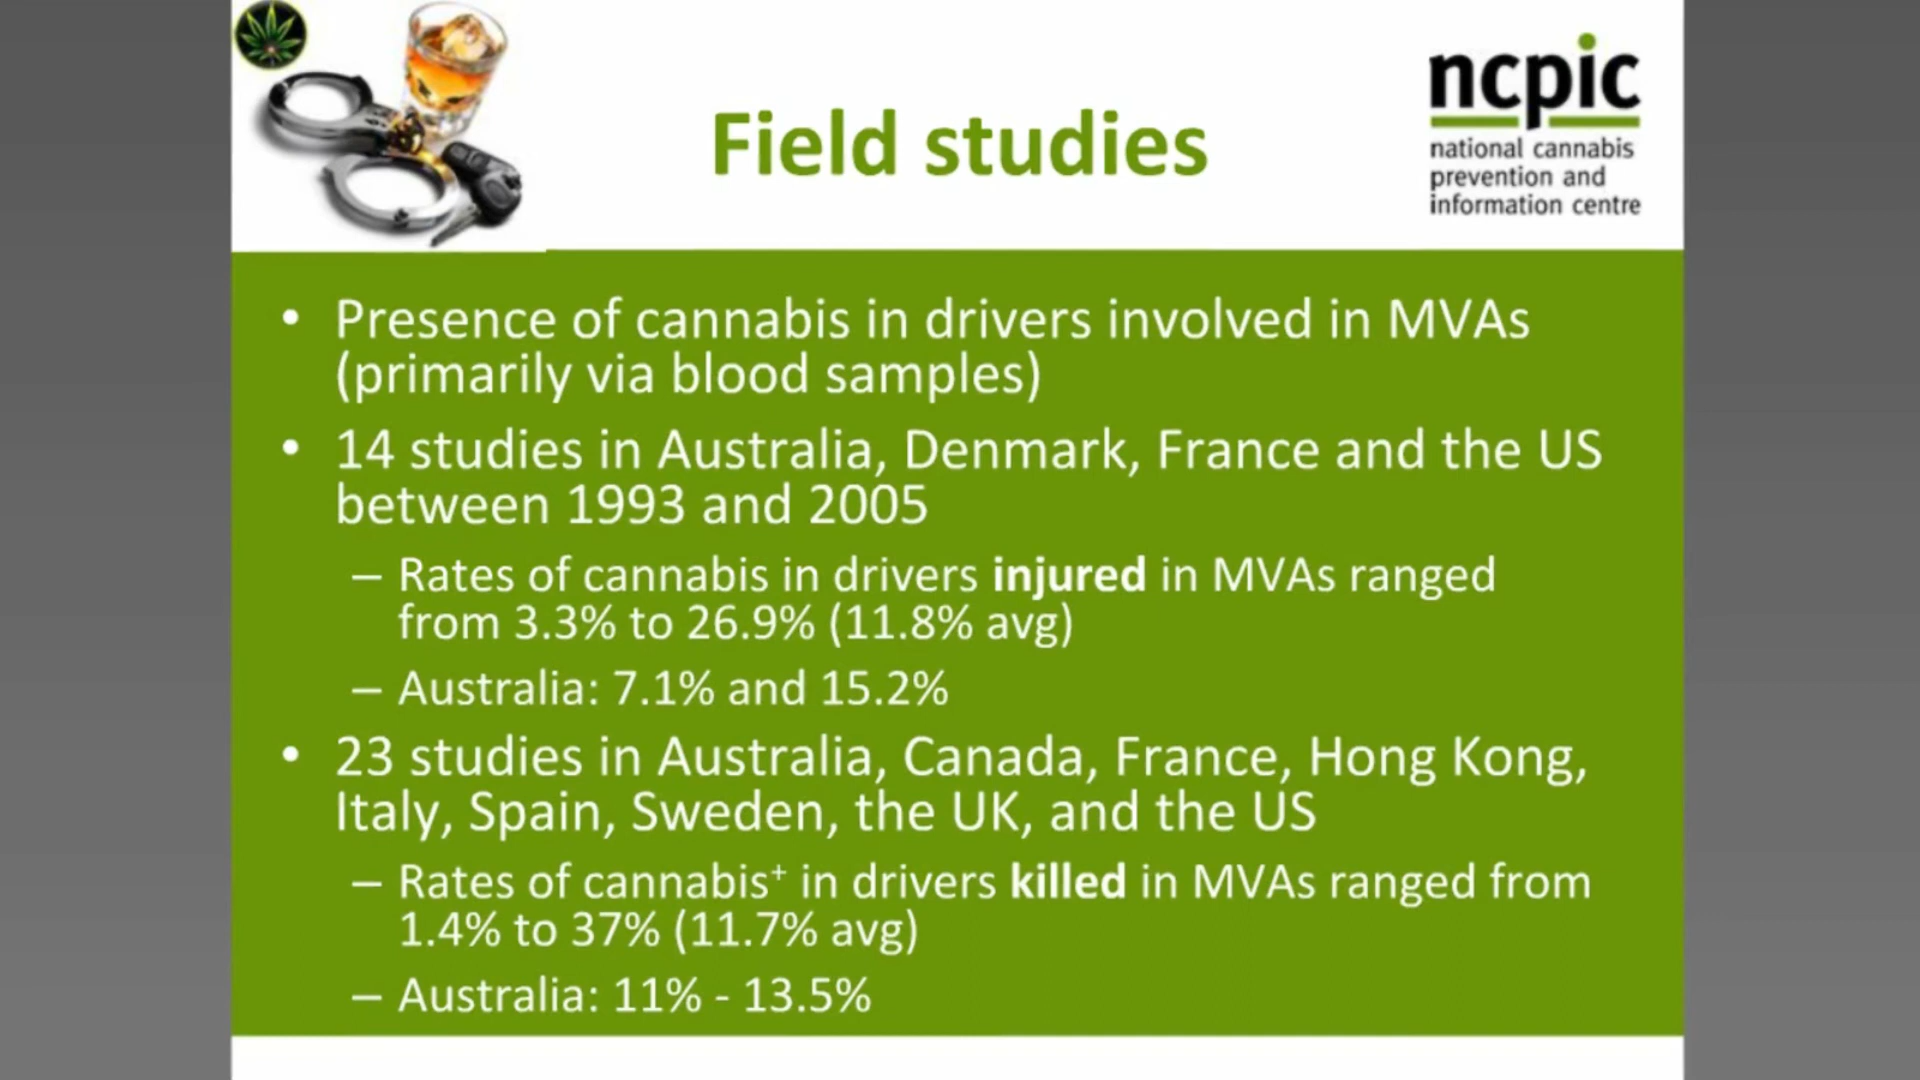 Field studies
ncpic
national cannabis
prevention and
information centre
• Presence of cannabis in drivers involved in MVAs
(primarily via blood samples)
• 14 studies in Australia, Denmark, France and the US
between 1993 and 2005
– Rates of cannabis in drivers injured in MVAs ranged
from 3.3% to 26.9% (11.8% avg)
– Australia: 7.1% and 15.2%
• 23 studies in Australia, Canada, France, Hong Kong,
Italy, Spain, Sweden, the UK, and the US
– Rates of cannabis⁺ in drivers killed in MVAs ranged from
1.4% to 37% (11.7% avg)
– Australia: 11% - 13.5%